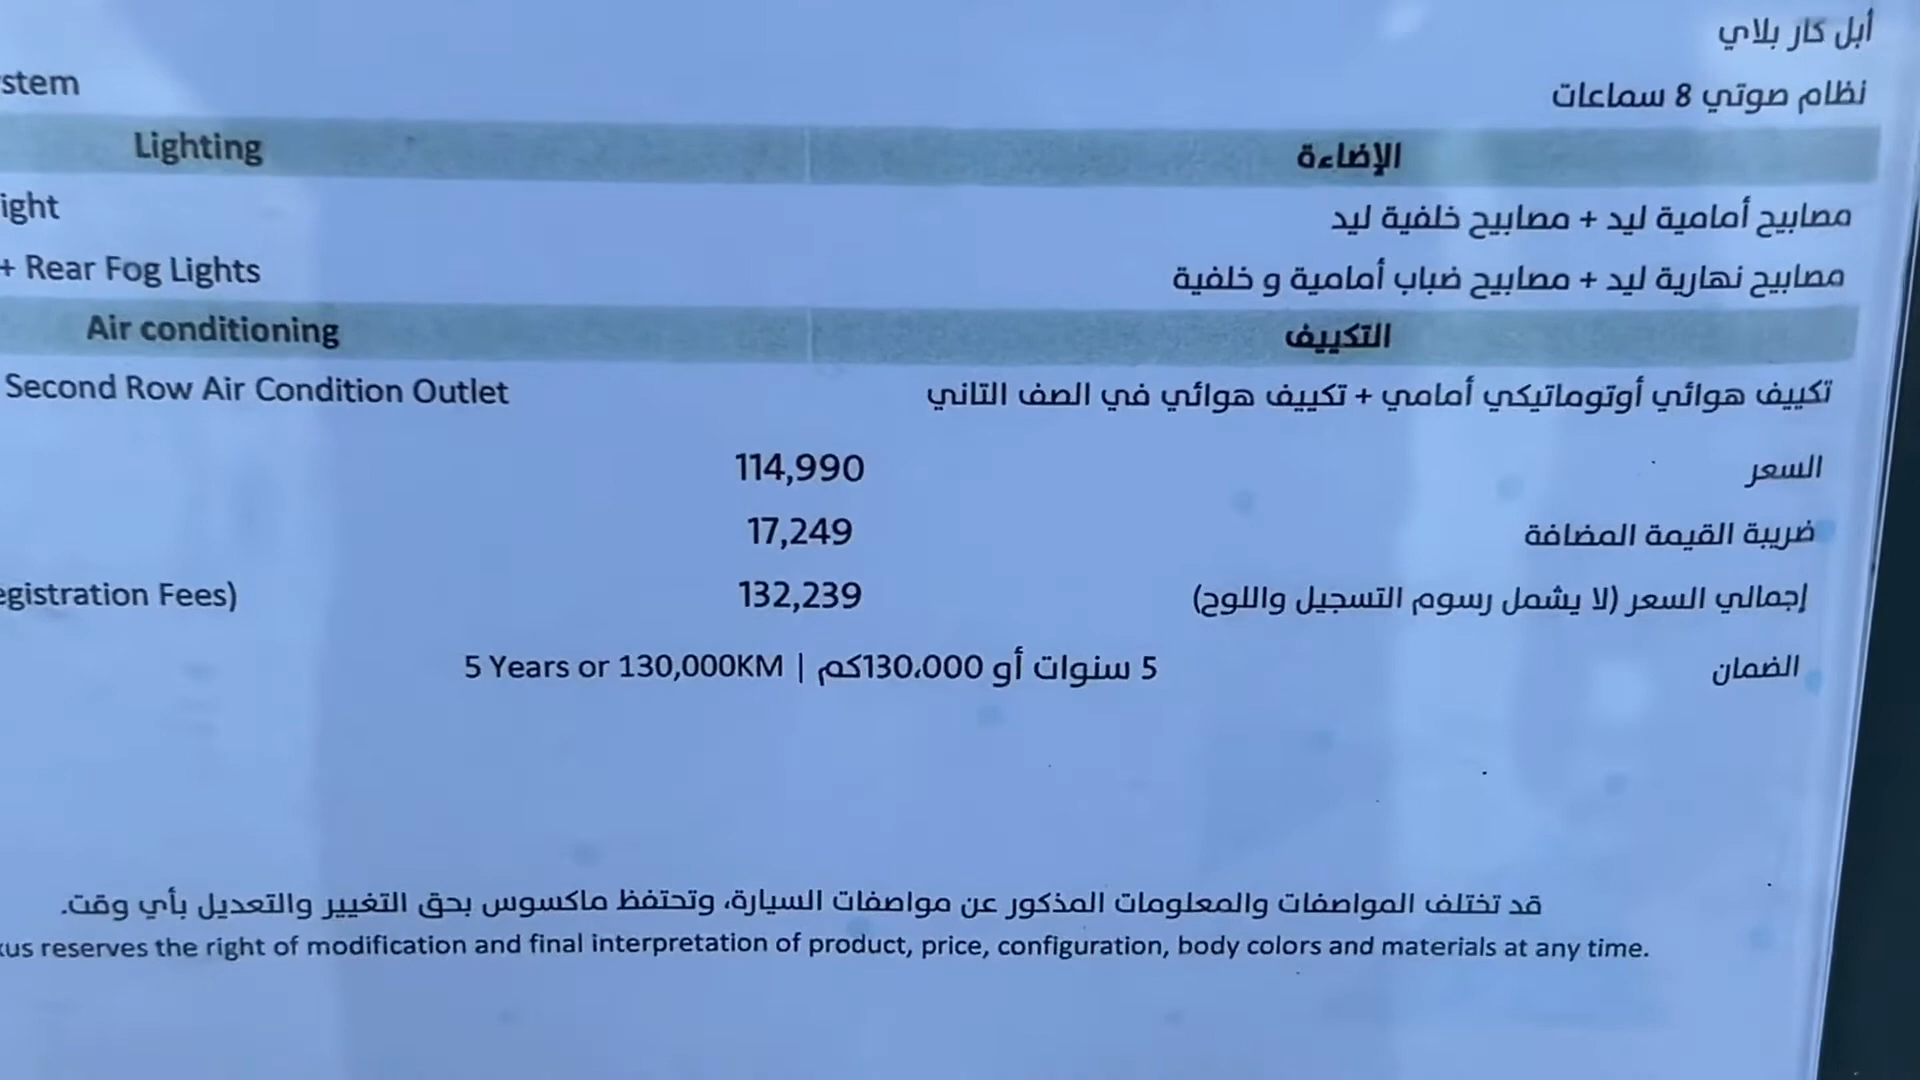 أبل كار بلاي
stem نظام صوتي 8 سماعات
Lighting الإضاءة
ight مصابيح أمامية ليد + مصابيح خلفية ليد
+ Rear Fog Lights مصابيح نهارية ليد + مصابيح ضباب أمامية و خلفية
Air conditioning التكييف
Second Row Air Condition Outlet تكييف هوائي أوتوماتيكي أمامي + تكييف هوائي في الصف الثاني
السعر 114,990
ضريبة القيمة المضافة 17,249
egistration Fees) 132,239 إجمالي السعر (لا يشمل رسوم التسجيل واللوح)
الضمان 5 سنوات أو 130،000كم | 5 Years or 130,000KM
قد تختلف المواصفات والمعلومات المذكور عن مواصفات السيارة، وتحتفظ ماكسوس بحق التغيير والتعديل بأي وقت.
us reserves the right of modification and final interpretation of product, price, configuration, body colors and materials at any time.